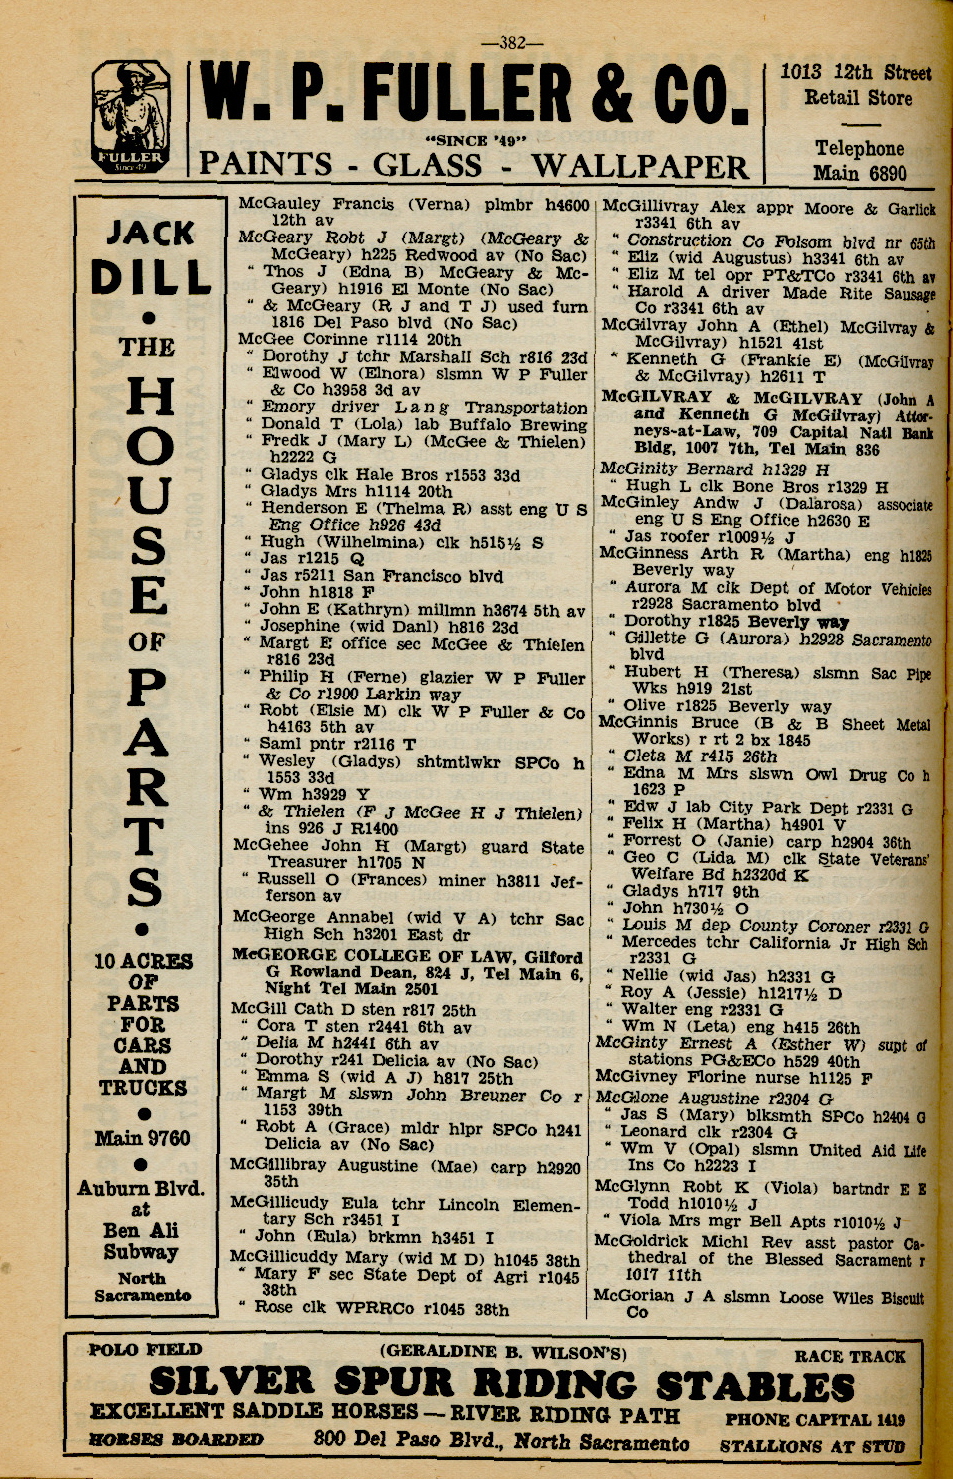 —382—
FULLER
Since 49
W. P. FULLER & CO.
“SINCE '49”
PAINTS - GLASS - WALLPAPER
1013 12th Street
Retail Store
Telephone
Main 6890
JACK
DILL
•
THE
HOUSE
OF
PARTS
•
10 ACRES
OF
PARTS
FOR
CARS
AND
TRUCKS
•
Main 9760
•
Auburn Blvd.
at
Ben Ali
Subway
North
Sacramento
McGauley Francis (Verna) plmbr h4600
12th av
McGeary Robt J (Margt) (McGeary &
McGeary) h225 Redwood av (No Sac)
“ Thos J (Edna B) McGeary & Mc-
Geary) h1916 El Monte (No Sac)
“ & McGeary (R J and T J) used furn
1816 Del Paso blvd (No Sac)
McGee Corinne r1114 20th
“ Dorothy J tchr Marshall Sch r816 23d
“ Elwood W (Elnora) slsmn W P Fuller
& Co h3958 3d av
“ Emory driver Lang Transportation
“ Donald T (Lola) lab Buffalo Brewing
“ Fredk J (Mary L) (McGee & Thielen)
h2222 G
“ Gladys clk Hale Bros r1553 33d
“ Gladys Mrs h1114 20th
“ Henderson E (Thelma R) asst eng U S
Eng Office h926 43d
“ Hugh (Wilhelmina) clk h515½ S
“ Jas r1215 Q
“ Jas r5211 San Francisco blvd
“ John h1818 F
“ John E (Kathryn) millmn h3674 5th av
“ Josephine (wid Danl) h816 23d
“ Margt E office sec McGee & Thielen
r816 23d
“ Philip H (Ferne) glazier W P Fuller
& Co r1900 Larkin way
“ Robt (Elsie M) clk W P Fuller & Co
h4163 5th av
“ Saml pntr r2116 T
“ Wesley (Gladys) shtmtlwkr SPCo h
1553 33d
“ Wm h3929 Y
“ & Thielen (F J McGee H J Thielen)
ins 926 J R1400
McGehee John H (Margt) guard State
Treasurer h1705 N
“ Russell O (Frances) miner h3811 Jef-
ferson av
McGeorge Annabel (wid V A) tchr Sac
High Sch h3201 East dr
McGEORGE COLLEGE OF LAW, Gilford
G Rowland Dean, 824 J, Tel Main 6,
Night Tel Main 2501
McGill Cath D sten r817 25th
“ Cora T sten r2441 6th av
“ Delia M h2441 6th av
“ Dorothy r241 Delicia av (No Sac)
“ Emma S (wid A J) h817 25th
“ Margt M slswn John Breuner Co r
1153 39th
“ Robt A (Grace) mldr hlpr SPCo h241
Delicia av (No Sac)
McGillibray Augustine (Mae) carp h2920
35th
McGillicudy Eula tchr Lincoln Elemen-
tary Sch r3451 I
“ John (Eula) brkmn h3451 I
McGillicuddy Mary (wid M D) h1045 38th
“ Mary F sec State Dept of Agri r1045
38th
“ Rose clk WPRRCo r1045 38th
McGillivray Alex appr Moore & Garlick
r3341 6th av
“ Construction Co Folsom blvd nr 65th
“ Eliz (wid Augustus) h3341 6th av
“ Eliz M tel opr PT&TCo r3341 6th av
“ Harold A driver Made Rite Sausage
Co r3341 6th av
McGilvray John A (Ethel) McGilvray &
McGilvray) h1521 41st
“ Kenneth G (Frankie E) (McGilvray
& McGilvray) h2611 T
McGILVRAY & McGILVRAY (John A
and Kenneth G McGilvray) Attor-
neys-at-Law, 709 Capital Natl Bank
Bldg, 1007 7th, Tel Main 836
McGinity Bernard h1329 H
“ Hugh L clk Bone Bros r1329 H
McGinley Andw J (Dalarosa) associate
eng U S Eng Office h2630 E
“ Jas roofer r1009½ J
McGinness Arth R (Martha) eng h1825
Beverly way
“ Aurora M clk Dept of Motor Vehicles
r2928 Sacramento blvd
“ Dorothy r1825 Beverly way
“ Gillette G (Aurora) h2928 Sacramento
blvd
“ Hubert H (Theresa) slsmn Sac Pipe
Wks h919 21st
“ Olive r1825 Beverly way
McGinnis Bruce (B & B Sheet Metal
Works) r rt 2 bx 1845
“ Cleta M r415 26th
“ Edna M Mrs slswn Owl Drug Co h
1623 P
“ Edw J lab City Park Dept r2331 G
“ Felix H (Martha) h4901 V
“ Forrest O (Janie) carp h2904 36th
“ Geo C (Lida M) clk State Veterans'
Welfare Bd h2320d K
“ Gladys h717 9th
“ John h730½ O
“ Louis M dep County Coroner r2331 G
“ Mercedes tchr California Jr High Sch
r2331 G
“ Nellie (wid Jas) h2331 G
“ Roy A (Jessie) h1217½ D
“ Walter eng r2331 G
“ Wm N (Leta) eng h415 26th
McGinty Ernest A (Esther W) supt of
stations PG&ECo h529 40th
McGivney Florine nurse h1125 F
McGlone Augustine r2304 G
“ Jas S (Mary) blksmth SPCo h2404 G
“ Leonard clk r2304 G
“ Wm V (Opal) slsmn United Aid Life
Ins Co h2223 I
McGlynn Robt K (Viola) bartndr E E
Todd h1010½ J
“ Viola Mrs mgr Bell Apts r1010½ J
McGoldrick Michl Rev asst pastor Ca-
thedral of the Blessed Sacrament r
1017 11th
McGorian J A slsmn Loose Wiles Biscuit
Co
POLO FIELD
(GERALDINE B. WILSON'S)
RACE TRACK
SILVER SPUR RIDING STABLES
EXCELLENT SADDLE HORSES — RIVER RIDING PATH
PHONE CAPITAL 1419
HORSES BOARDED
800 Del Paso Blvd., North Sacramento
STALLIONS AT STUD